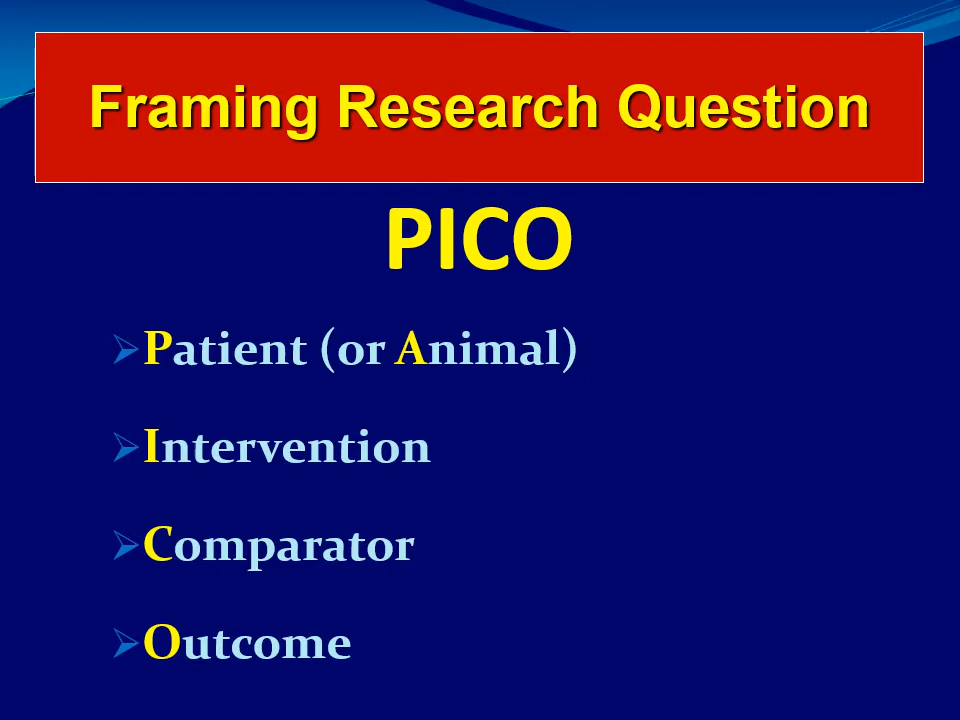 Framing Research Question
PICO
Patient (or Animal)
Intervention
Comparator
Outcome